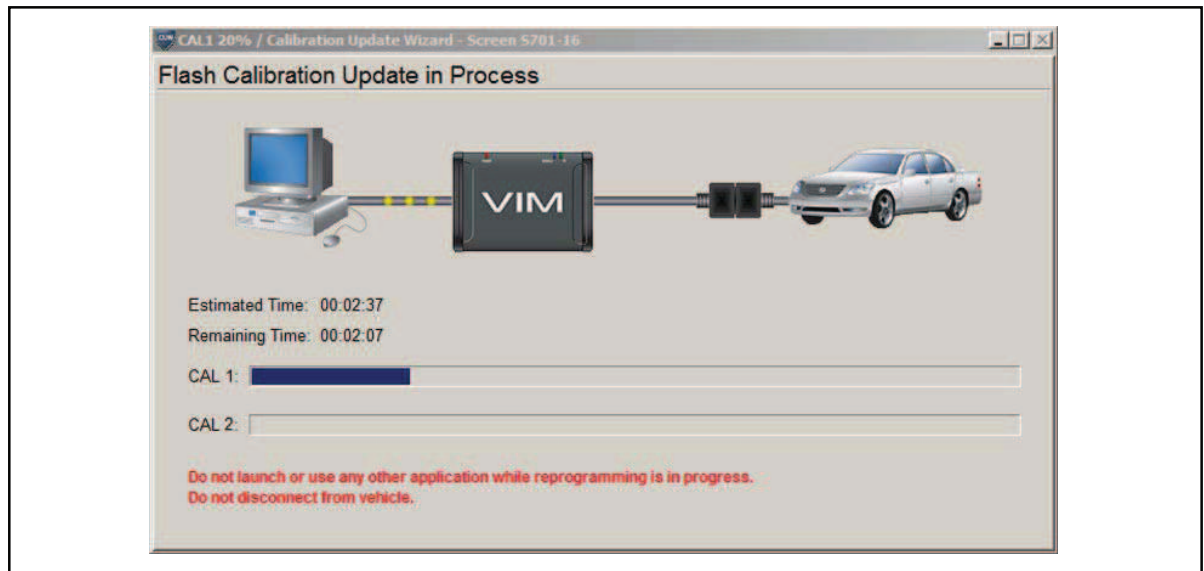 CAL1 20% / Calibration Update Wizard - Screen S701-16
Flash Calibration Update in Process
VIM
Estimated Time: 00:02:37
Remaining Time: 00:02:07
CAL 1:
CAL 2:
Do not launch or use any other application while reprogramming is in progress.
Do not disconnect from vehicle.